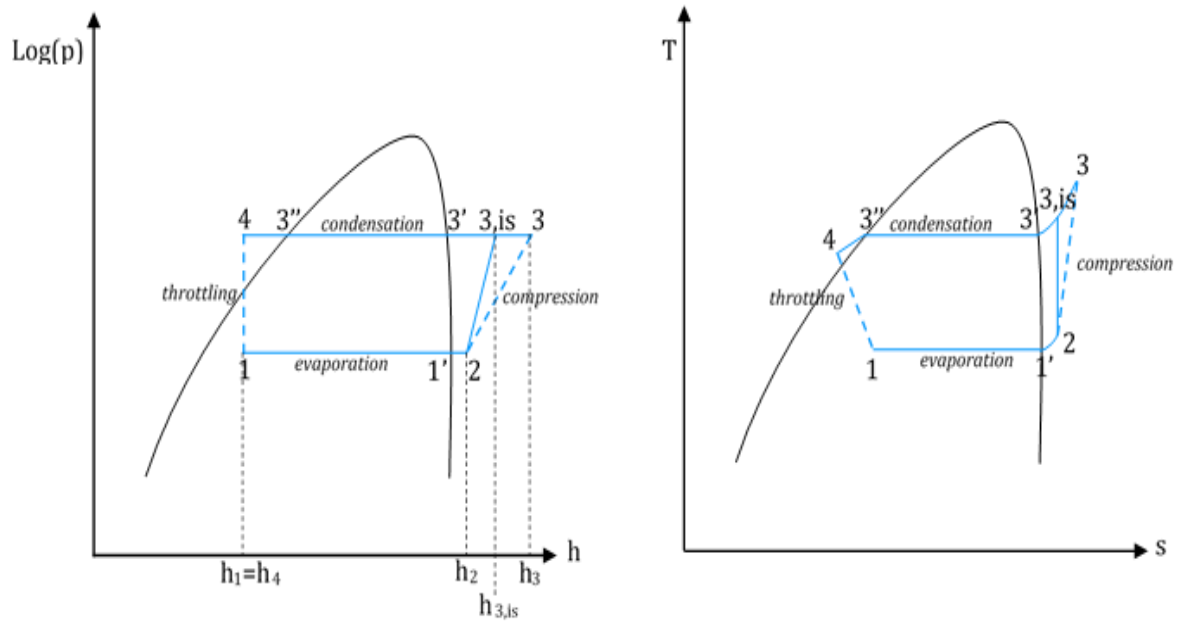 Log(p)
4
3’’
condensation
3’
3,is
3
throttling
compression
1
evaporation
1’
2
h
h1=h4
h2
h3
h3,is
T
3
3,is
3’’
condensation
3’
4
compression
throttling
2
1
evaporation
1’
s